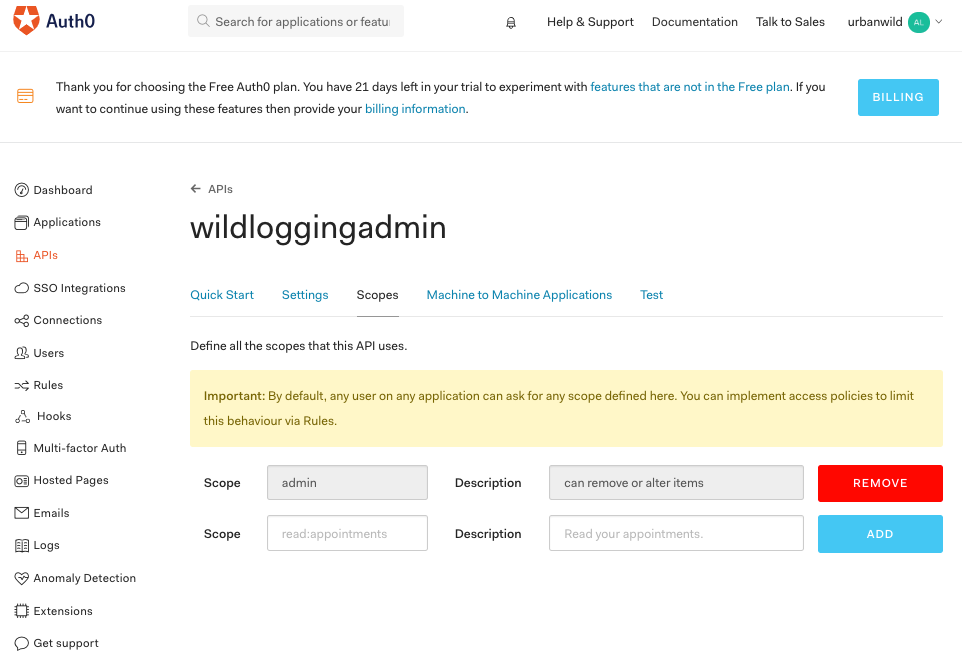 Auth0
Search for applications or featu
Help & Support
Documentation
Talk to Sales
urbanwild
AL
Thank you for choosing the Free Auth0 plan. You have 21 days left in your trial to experiment with features that are not in the Free plan. If you
want to continue using these features then provide your billing information.
BILLING
Dashboard
Applications
APIs
SSO Integrations
Connections
Users
Rules
Hooks
Multi-factor Auth
Hosted Pages
Emails
Logs
Anomaly Detection
Extensions
Get support
APIs
wildloggingadmin
Quick Start
Settings
Scopes
Machine to Machine Applications
Test
Define all the scopes that this API uses.
Important: By default, any user on any application can ask for any scope defined here. You can implement access policies to limit
this behaviour via Rules.
Scope
admin
Description
can remove or alter items
REMOVE
Scope
read:appointments
Description
Read your appointments.
ADD